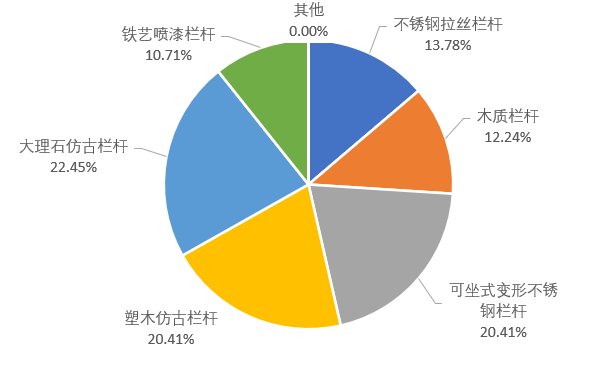 其他
0.00%
不锈钢拉丝栏杆
13.78%
木质栏杆
12.24%
可坐式变形不锈
钢栏杆
20.41%
塑木仿古栏杆
20.41%
大理石仿古栏杆
22.45%
铁艺喷漆栏杆
10.71%